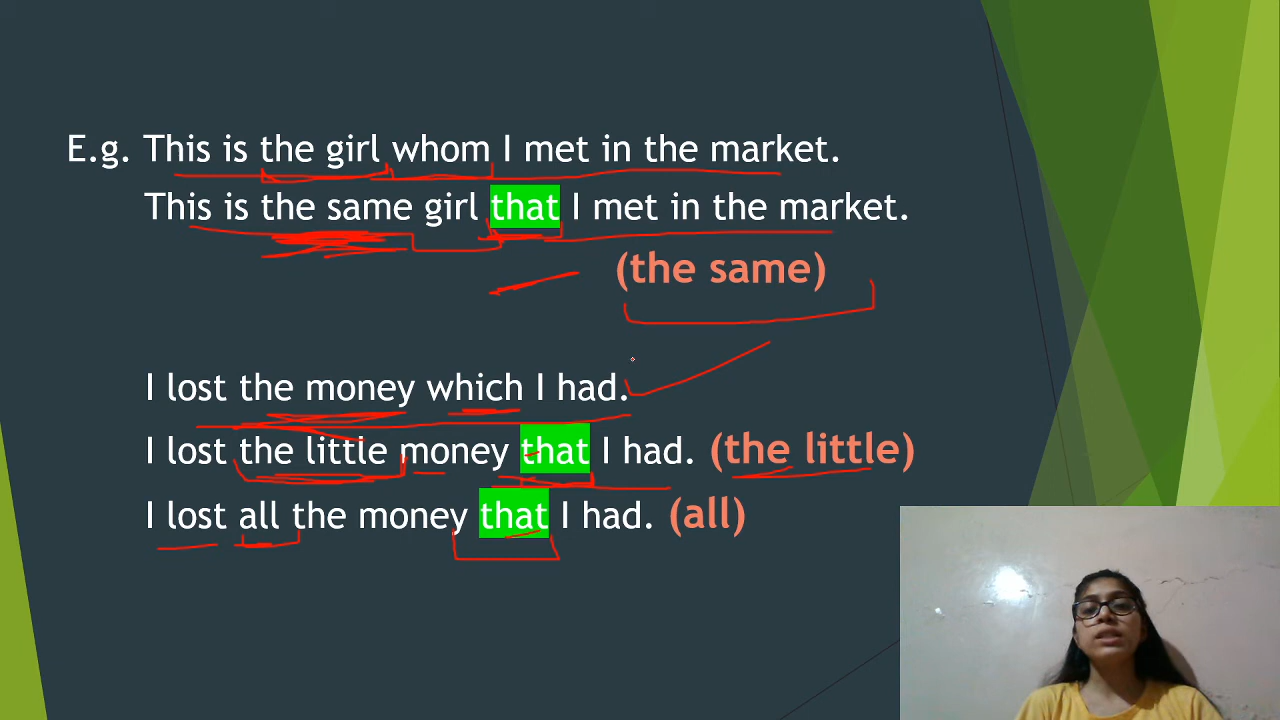 E.g. This is the girl whom I met in the market.
This is the same girl that I met in the market.
(the same)
I lost the money which I had.
I lost the little money that I had. (the little)
I lost all the money that I had. (all)